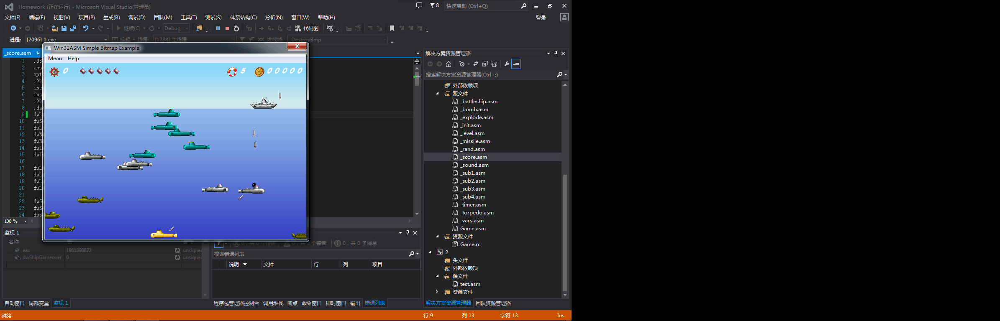 Homework (正在运行) - Microsoft Visual Studio(管理员)
8
快速启动 (Ctrl+Q)
文件(F) 编辑(E) 视图(V) 项目(P) 生成(B) 调试(D) 团队(M) 工具(T) 测试(S) 体系结构(C) 分析(N) 窗口(W) 帮助(H)
登录
继续(C) Debug 代码图
进程: [7096] 1.exe 挂起 线程: [1788] 主线程 堆栈帧: DestroyBmp
_score.asm
Win32ASM Simple Bitmap Example
Menu Help
0 5 00000
1 .38
2 .mo
3 opt
4 ;>>
5 inc
6 inc
7 ;>>
8 .da
9 dwL
10 dwS
11 dwL
12 dwN
13 dwN
14 dwI
15 dwI
16
17 dwL
18 dwL
19 dwL
20 dwL
21
22 dwS
23 dwS
24 dwS
100 %
监视 1
名称 值 类型
eax 1961898872 unsigned
dwShipGameover 0 unsigned
自动窗口 局部变量 监视 1
0，共 0 个错误 0，共 0 个警告 0，共 0 条消息
搜索错误列表
说明 文件 行 列 项目
程序包管理器控制台 调用堆栈 断点 命令窗口 即时窗口 输出 错误列表
解决方案资源管理器
搜索解决方案资源管理器(Ctrl+;)
外部依赖项
源文件
_battleship.asm
_bomb.asm
_explode.asm
_init.asm
_level.asm
_missile.asm
_rand.asm
_score.asm
_sound.asm
_sub1.asm
_sub2.asm
_sub3.asm
_sub4.asm
_timer.asm
_torpedo.asm
_vars.asm
Game.asm
资源文件
Game.rc
2
头文件
外部依赖项
源文件
test.asm
资源文件
解决方案资源管理器 团队资源管理器
就绪 行 9 列 13 字符 13 Ins